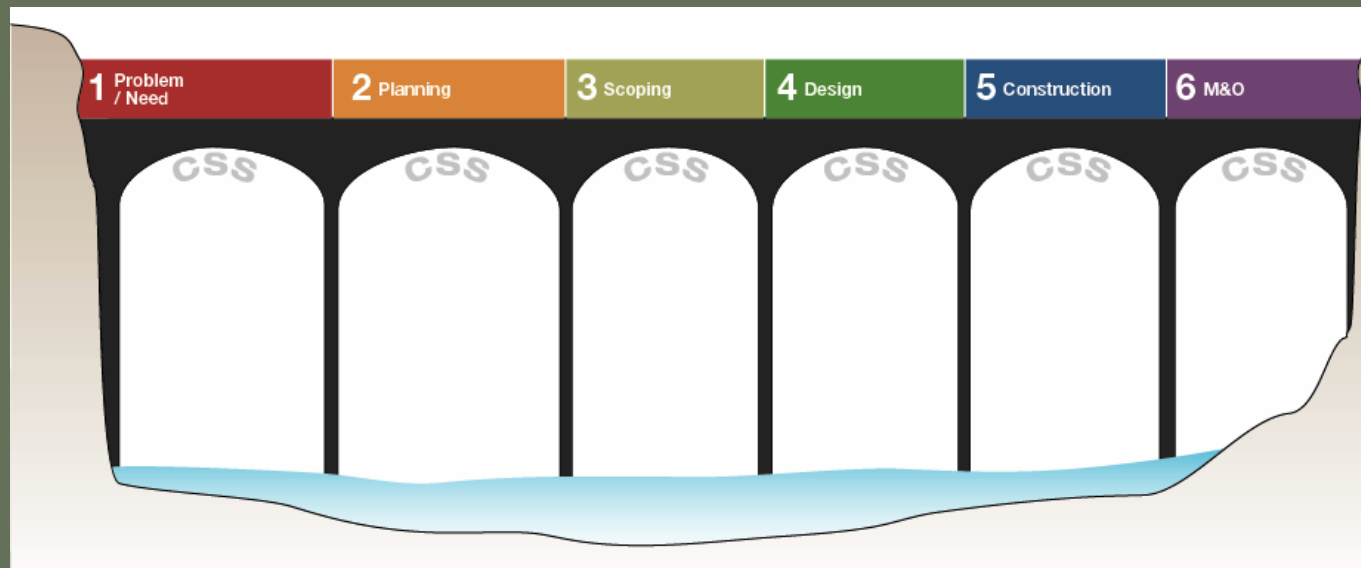 1 Problem
/ Need
2 Planning
3 Scoping
4 Design
5 Construction
6 M&O
CSS
CSS
CSS
CSS
CSS
CSS